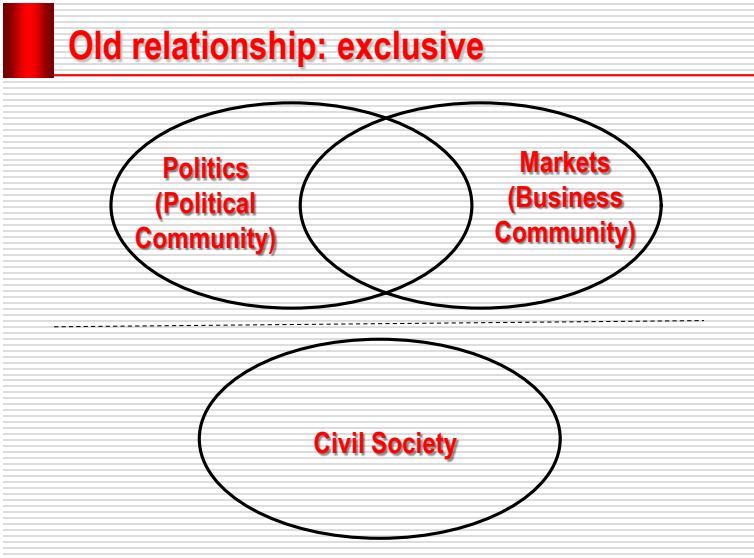 Old relationship: exclusive
Politics
(Political
Community)
Markets
(Business
Community)
Civil Society